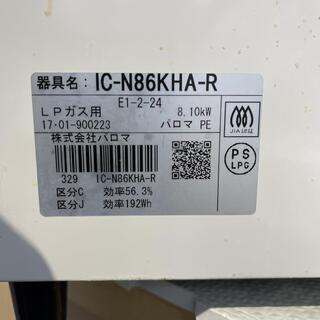 器具名: IC-N86KHA-R
E1-2-24
LPガス用 8.10kW
17·01-900223 パロマ PE
株式会社パロマ
329 IC-N86KHA-R
区分C 効率56.3%
区分J 効率192Wh
JIA認証
PS
LPG